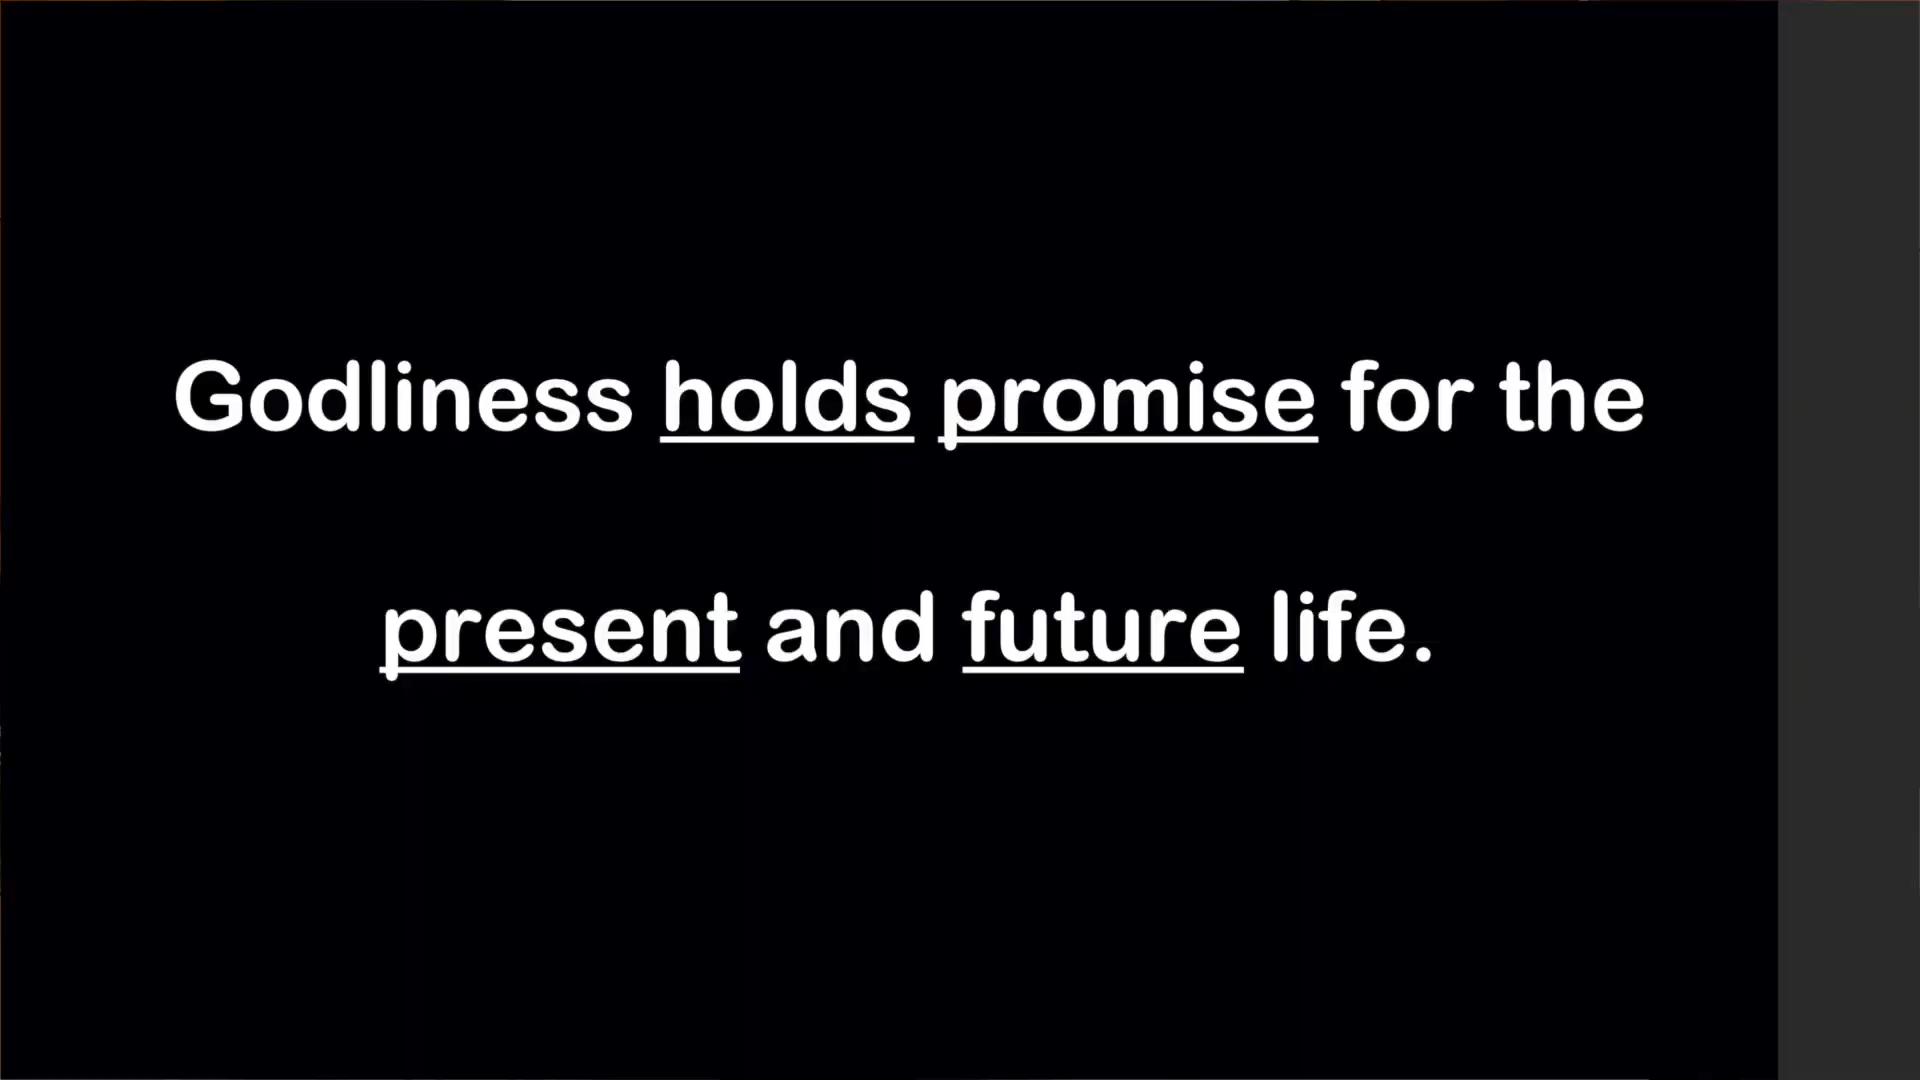 Godliness holds promise for the
present and future life.